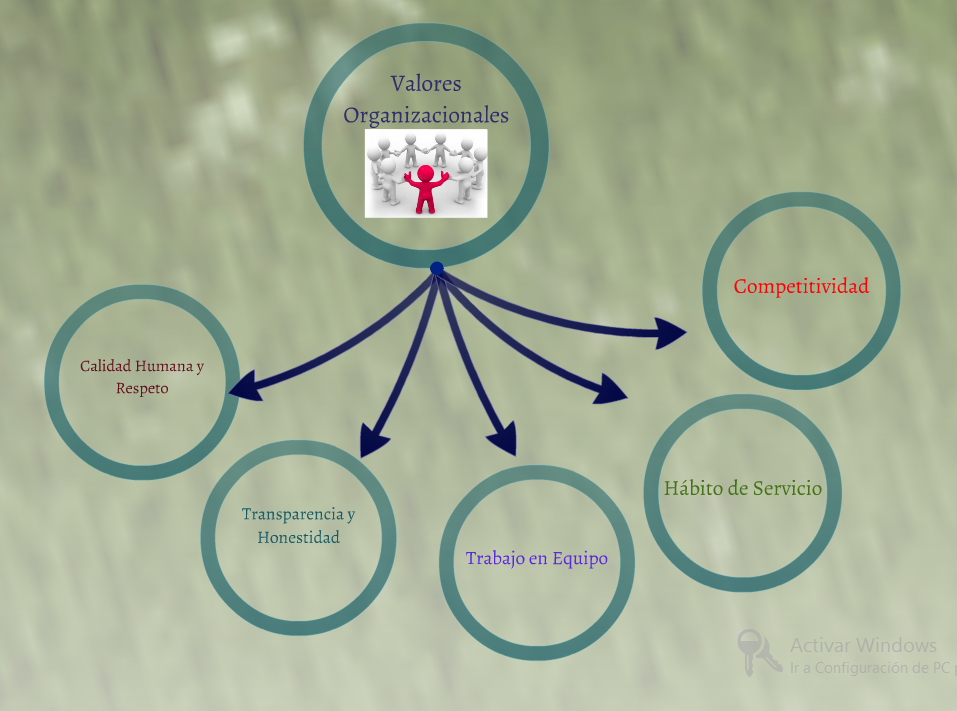 Valores
Organizacionales
Competitividad
Calidad Humana y
Respeto
Hábito de Servicio
Transparencia y
Honestidad
Trabajo en Equipo
Activar Windows
Ir a Configuración de PC p